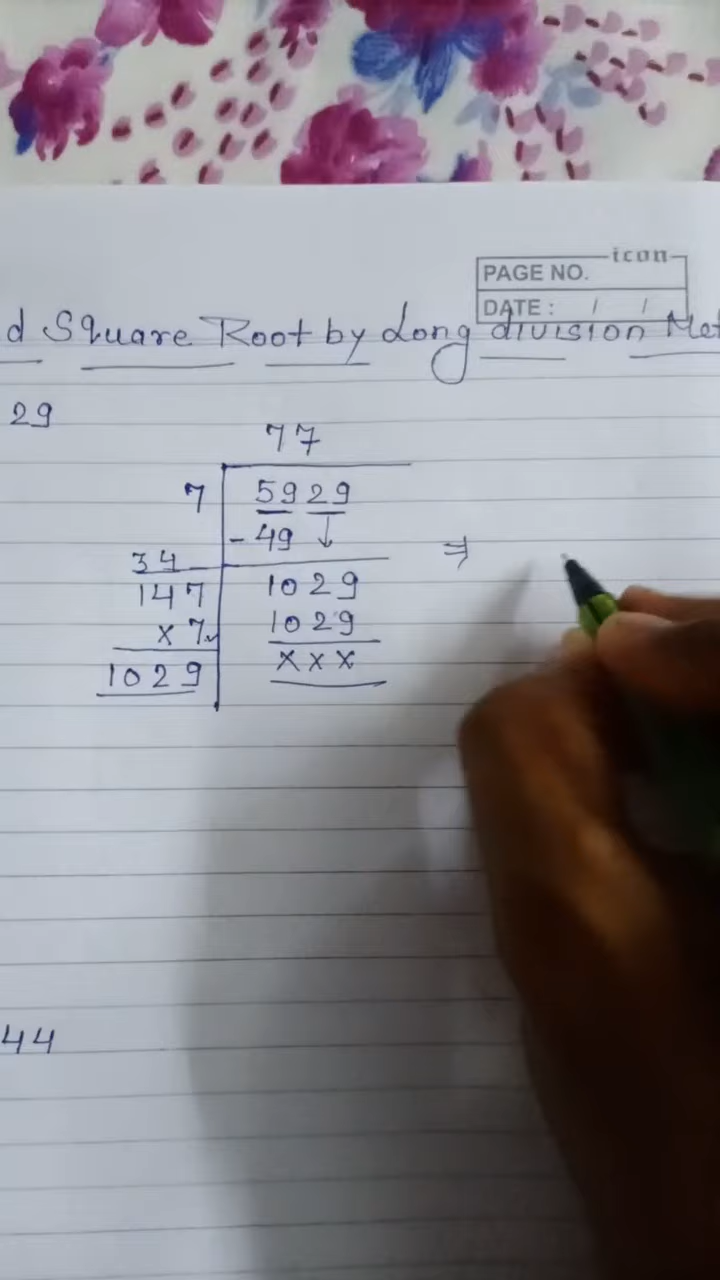 icon
PAGE NO.
DATE : / /
d Square Root by Long division Met
29
77
7 5929
- 49 ↓
34
147 1029
x 7 1029
1029 x x x
⇒
44